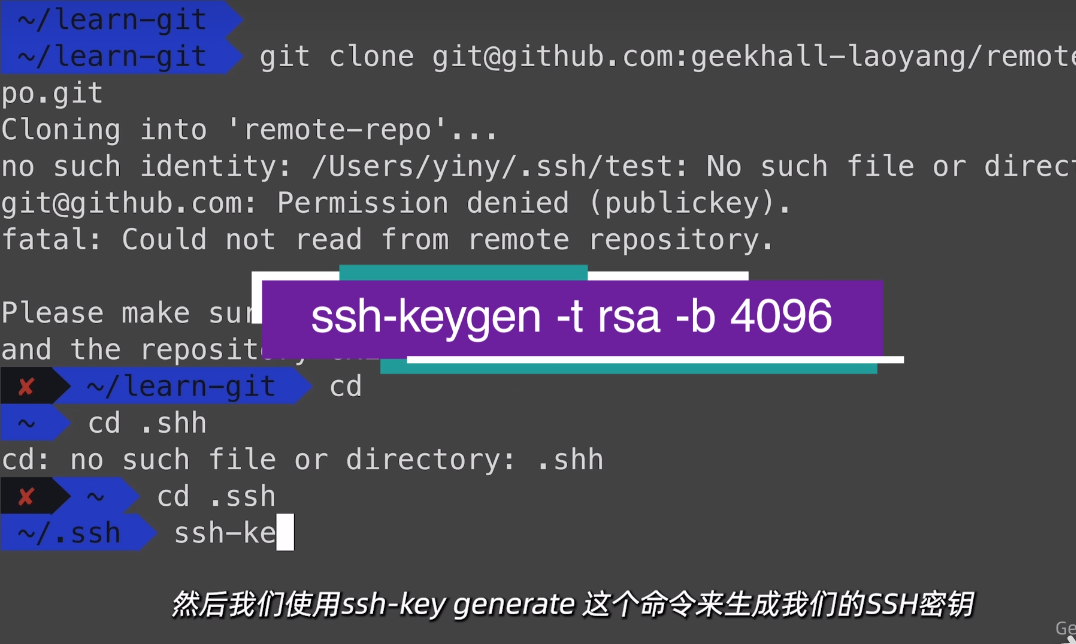 ~/learn-git
~/learn-git git clone git@github.com:geekhall-laoyang/remote
po.git
Cloning into 'remote-repo'...
no such identity: /Users/yiny/.ssh/test: No such file or direct
git@github.com: Permission denied (publickey).
fatal: Could not read from remote repository.
ssh-keygen -t rsa -b 4096
Please make sur
and the reposit
✘ ~/learn-git cd
~ cd .shh
cd: no such file or directory: .shh
✘ ~ cd .ssh
~/.ssh ssh-ke
然后我们使用ssh-key generate 这个命令来生成我们的SSH密钥
Ge